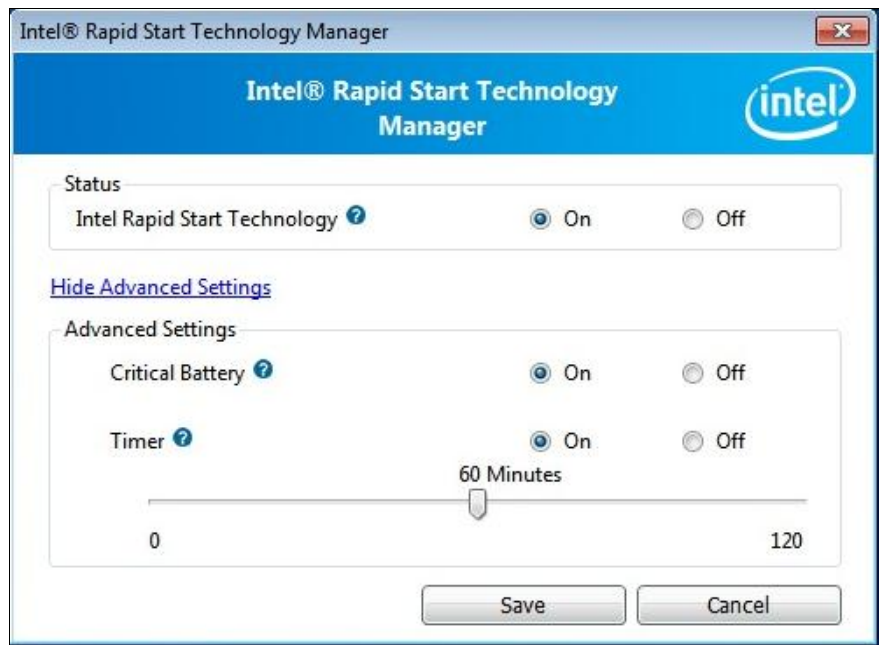 Intel® Rapid Start Technology Manager
Intel® Rapid Start Technology
Manager
intel
Status
Intel Rapid Start Technology ? On Off
Hide Advanced Settings
Advanced Settings
Critical Battery ? On Off
Timer ? On Off
60 Minutes
0 120
Save Cancel